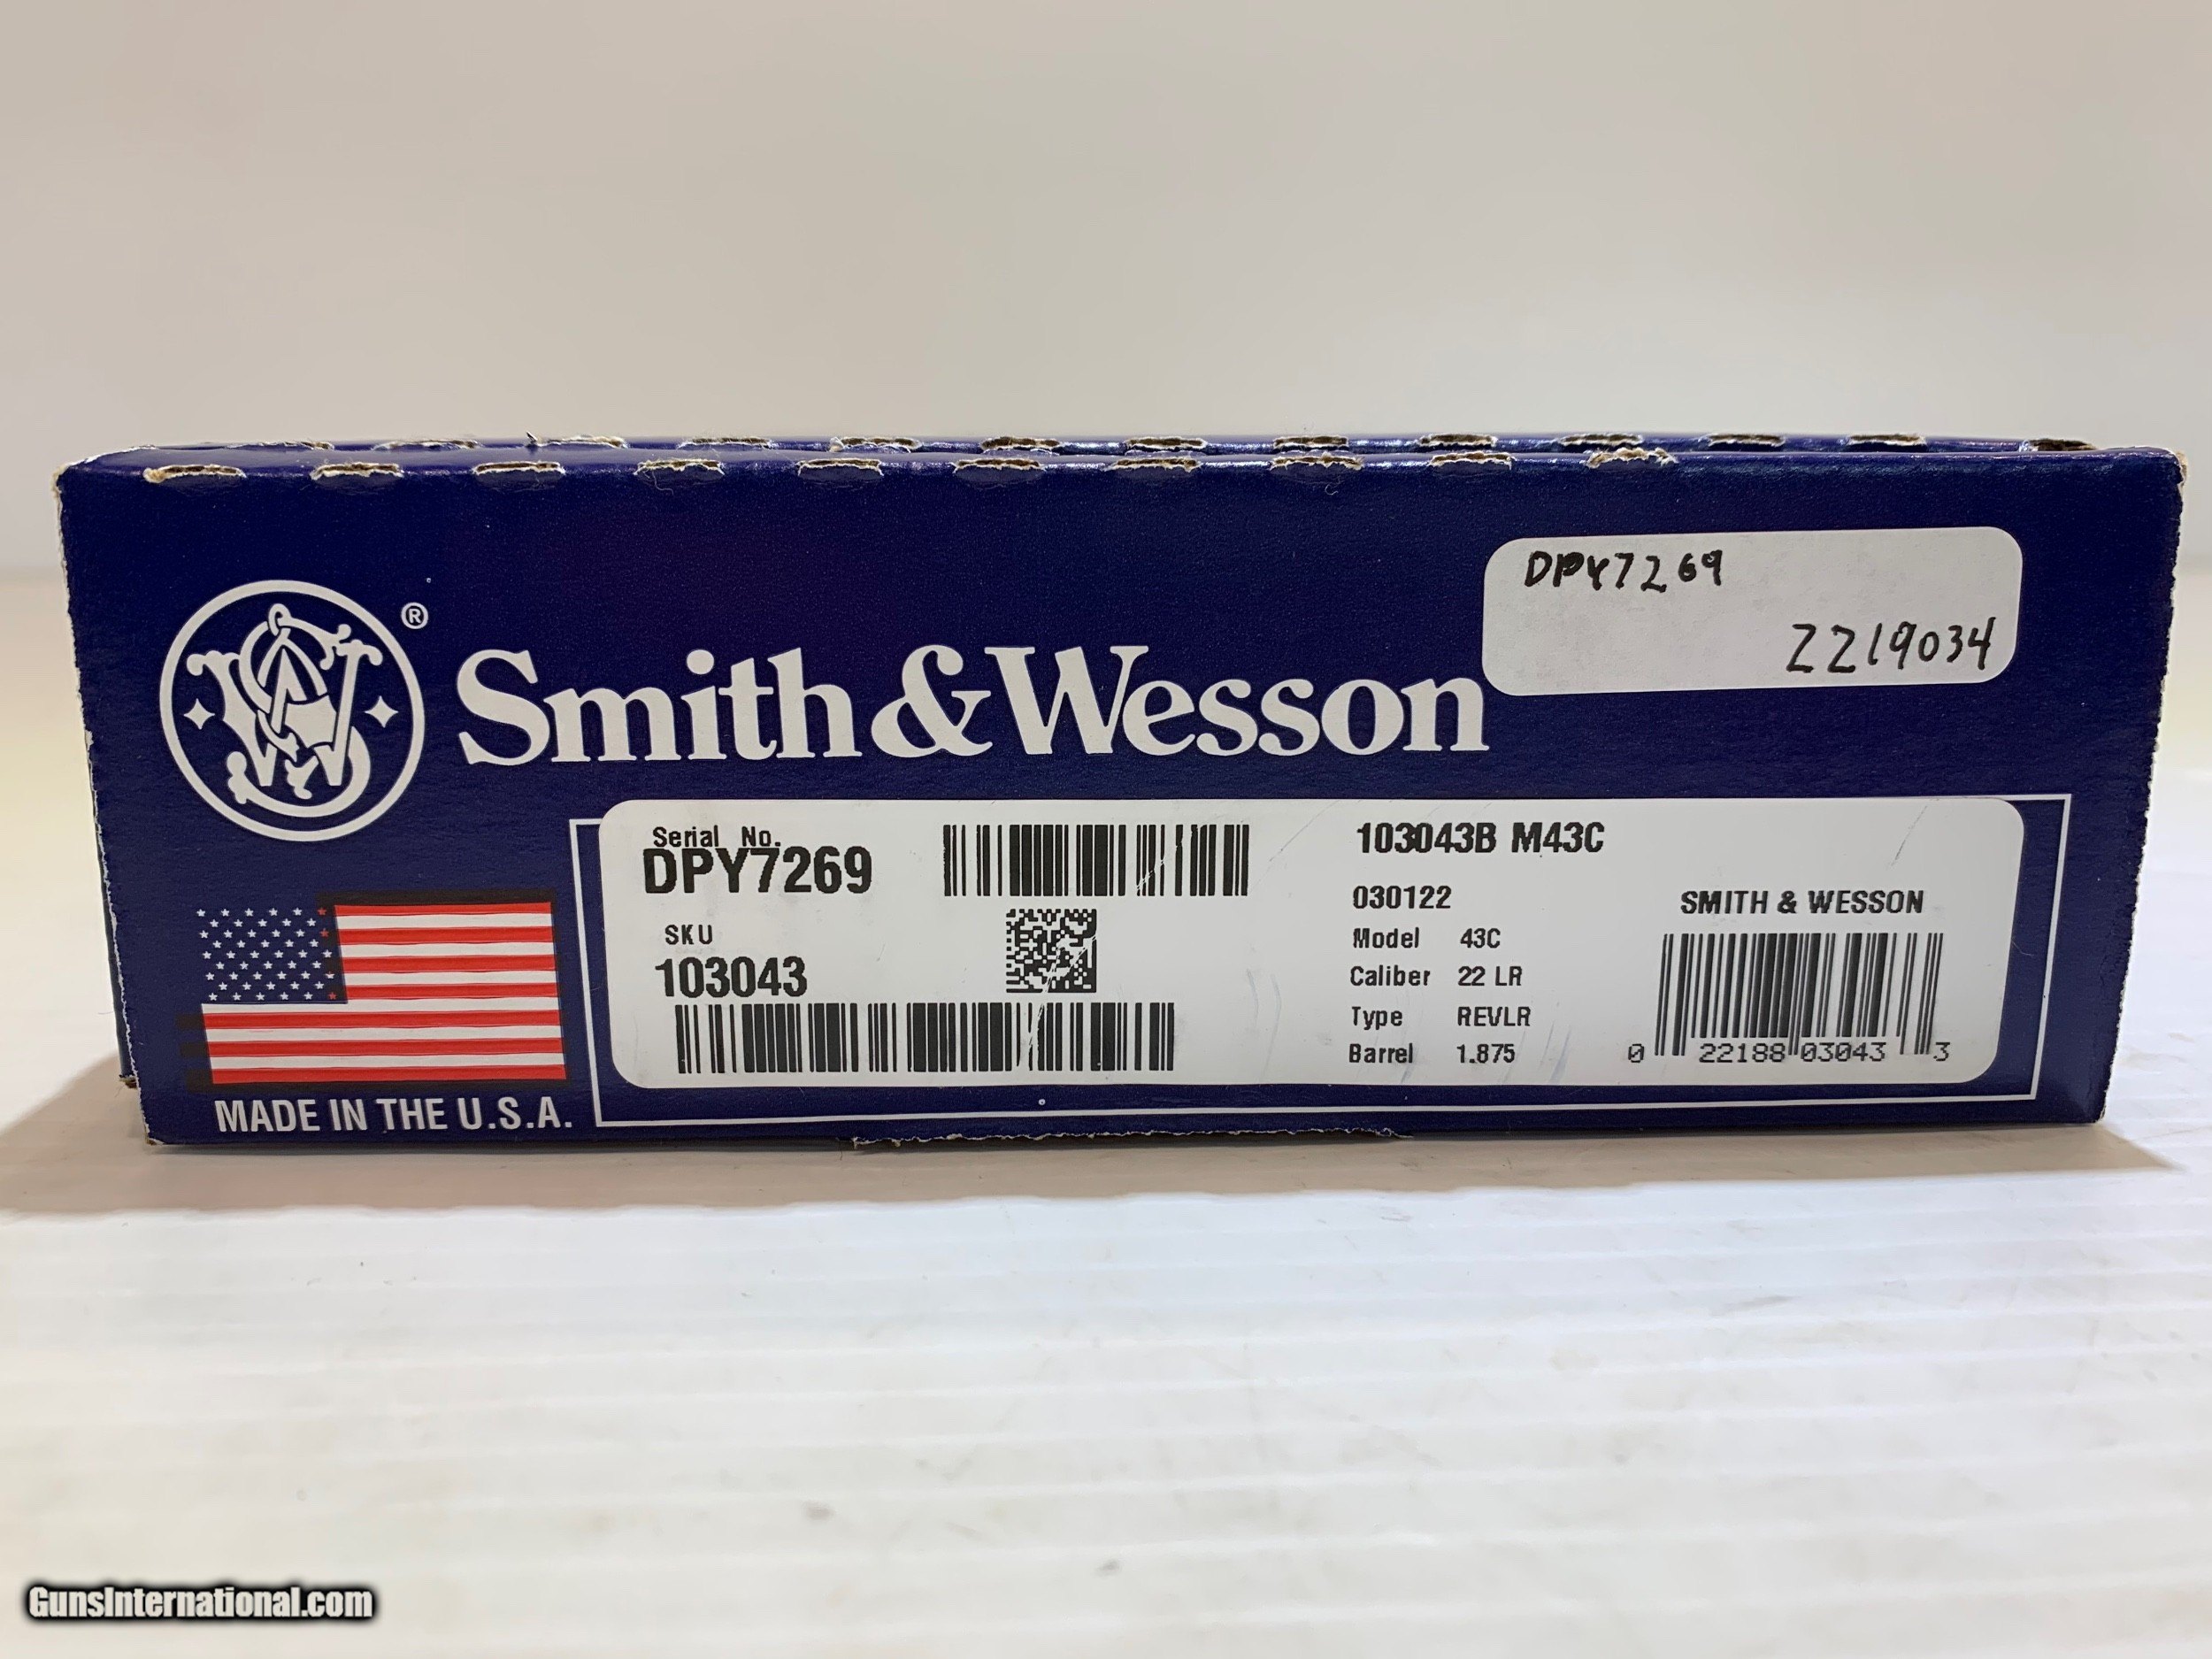 DPY7269
2219034
®
Smith&Wesson
Serial No.
DPY7269
SKU
103043
103043B M43C
030122
Model 43C
Caliber 22 LR
Type REVLR
Barrel 1.875
SMITH & WESSON
0 22188 03043 3
MADE IN THE U.S.A.
GunsInternational.com